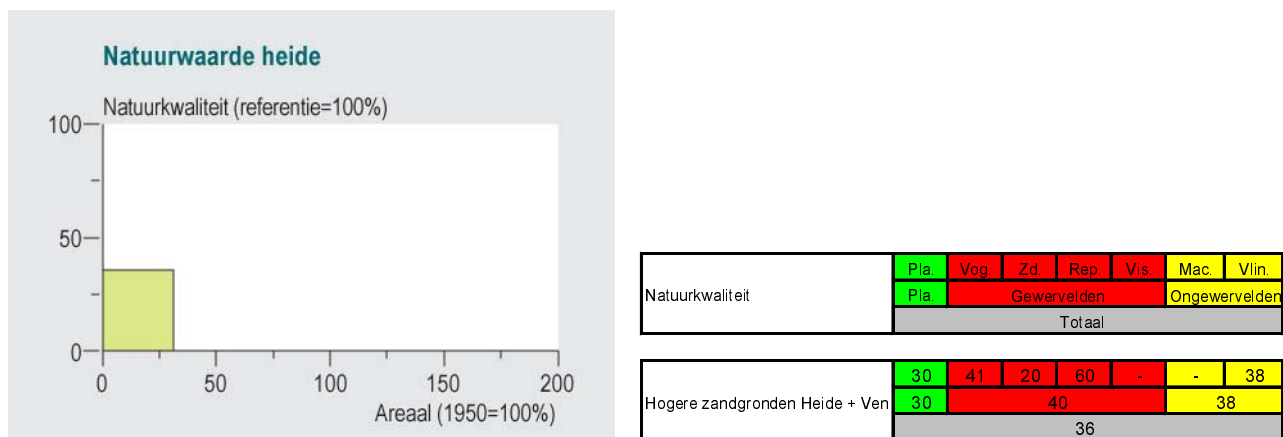 Natuurwaarde heide
Natuurkwaliteit (referentie=100%)
100
50
0
0 50 100 150 200
Areaal (1950=100%)
Natuurkwaliteit
Pla. Vog. Zd. Rep. Vis. Mac. Vlin.
Pla. Gewervelden Ongewervelden
Totaal
Hogere zandgronden Heide + Ven
30 41 20 60 - - 38
30 40 38
36